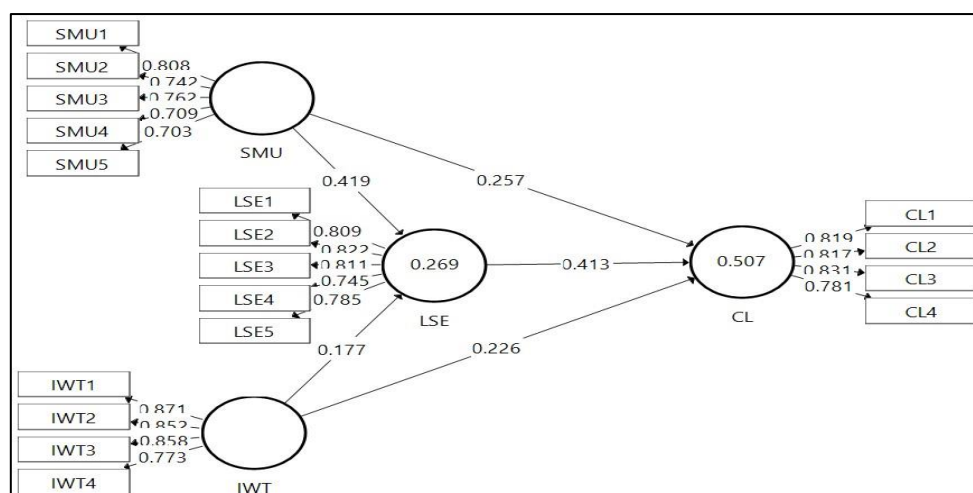 SMU1
SMU2
SMU3
SMU4
SMU5
0.808
0.742
0.762
0.709
0.703
SMU
0.419
0.257
LSE1
LSE2
LSE3
LSE4
LSE5
0.809
0.822
0.811
0.745
0.785
0.269
LSE
0.413
0.507
CL
0.819
0.817
0.831
0.781
CL1
CL2
CL3
CL4
0.177
0.226
IWT1
IWT2
IWT3
IWT4
0.871
0.852
0.858
0.773
IWT